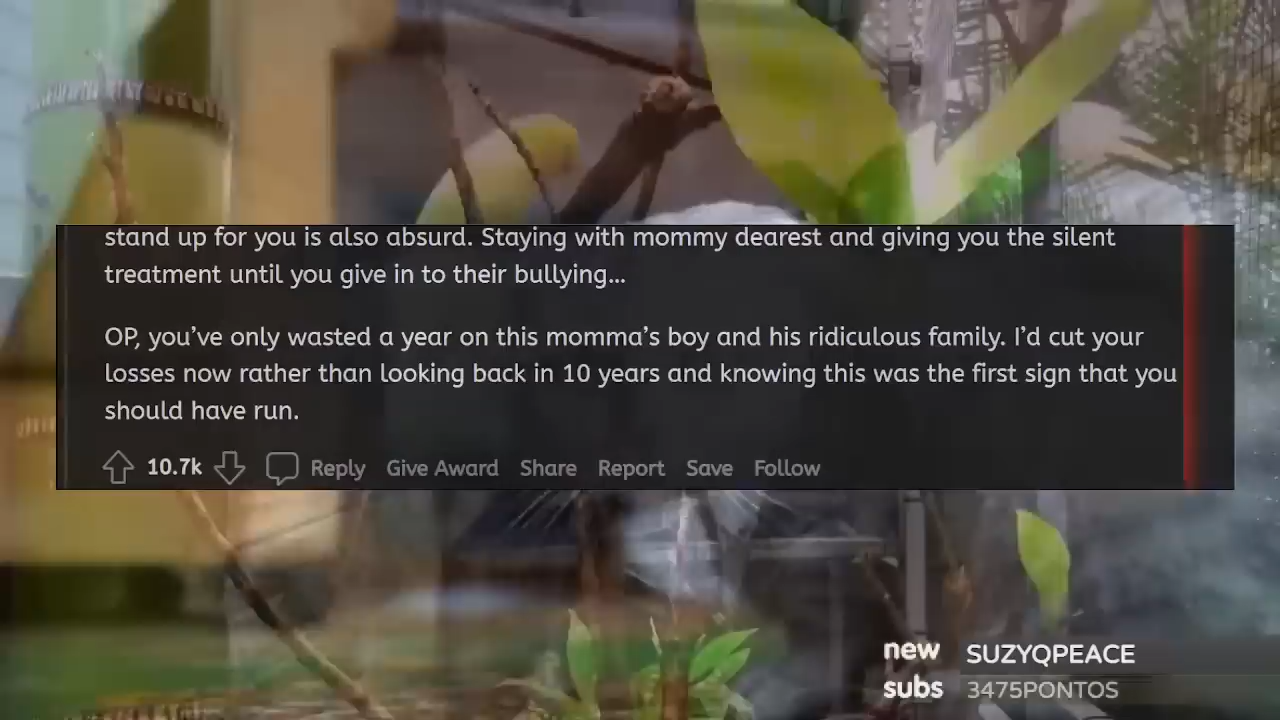 stand up for you is also absurd. Staying with mommy dearest and giving you the silent
treatment until you give in to their bullying...
OP, you’ve only wasted a year on this momma’s boy and his ridiculous family. I’d cut your
losses now rather than looking back in 10 years and knowing this was the first sign that you
should have run.
10.7k Reply Give Award Share Report Save Follow
new SUZYQPEACE
subs 3475PONTOS